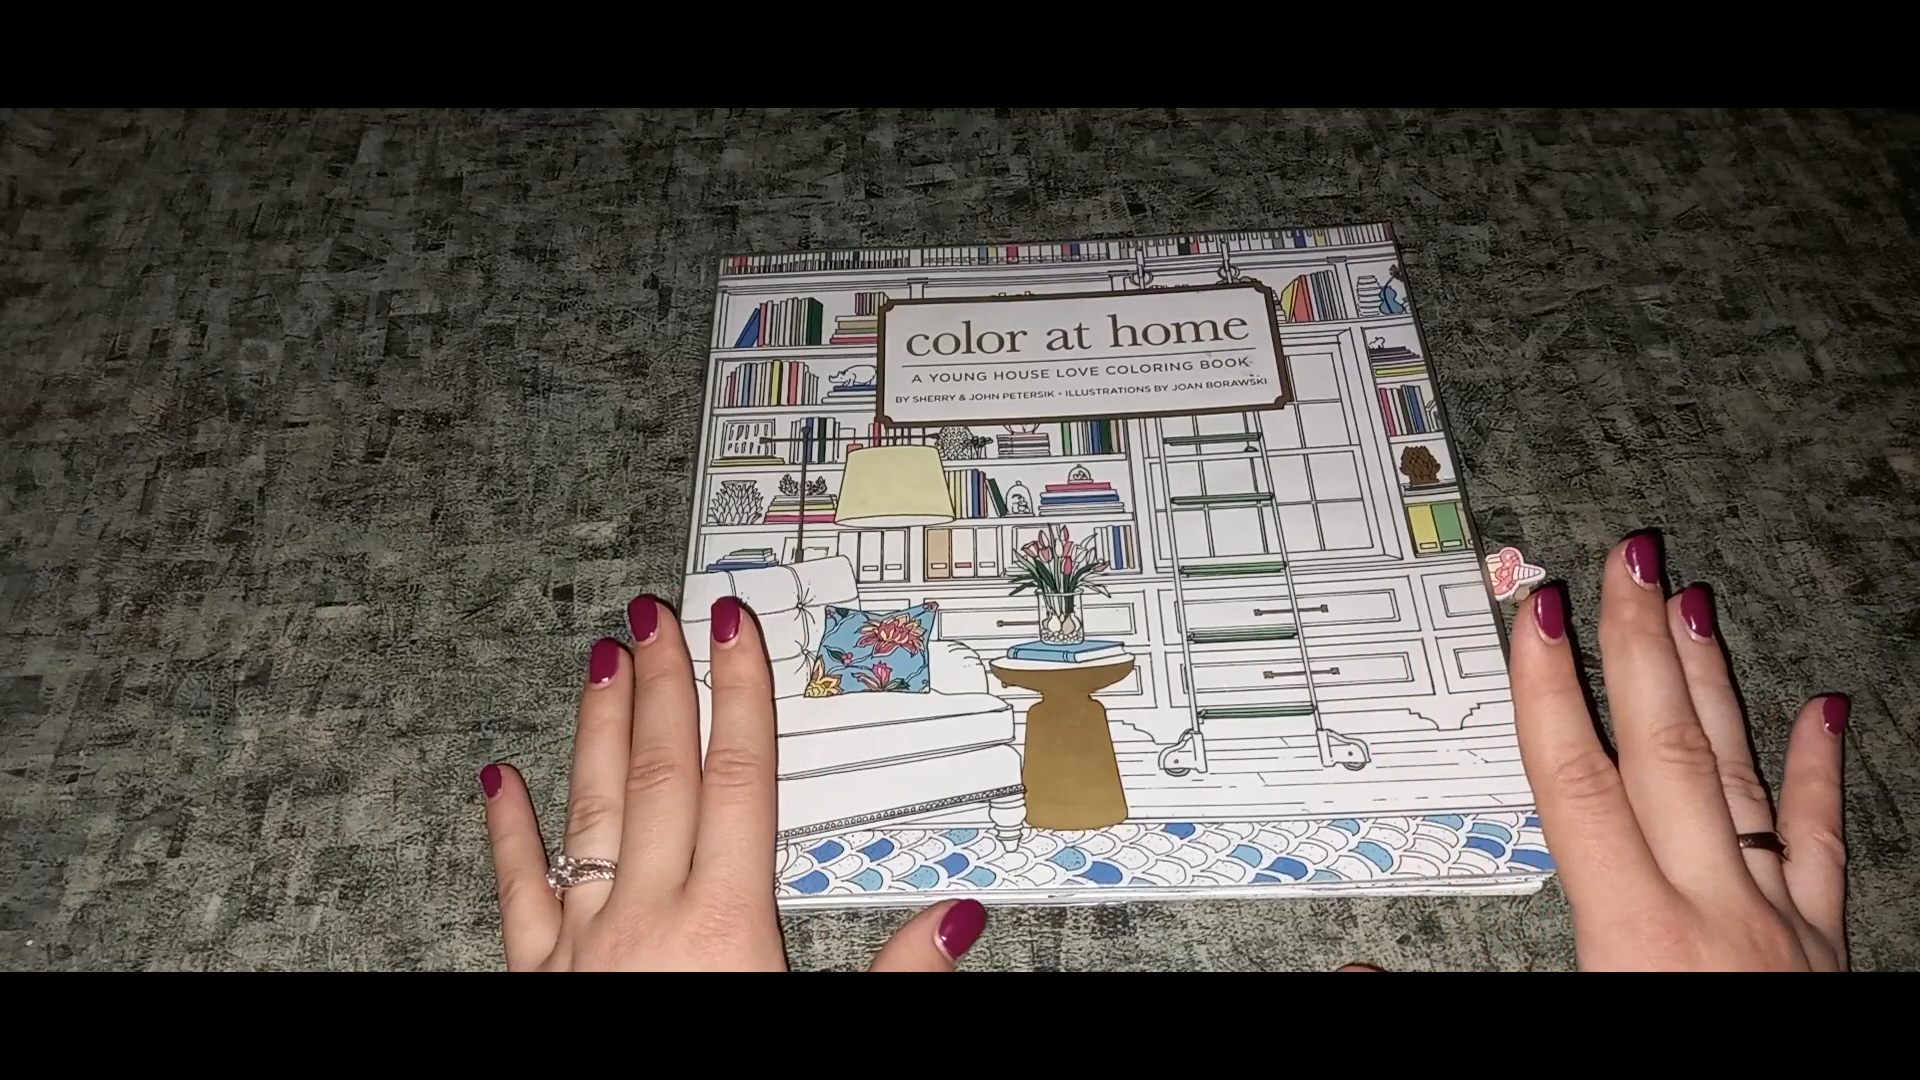 color at home
A YOUNG HOUSE LOVE COLORING BOOK
BY SHERRY & JOHN PETERSIK • ILLUSTRATIONS BY JOAN BORAWSKI